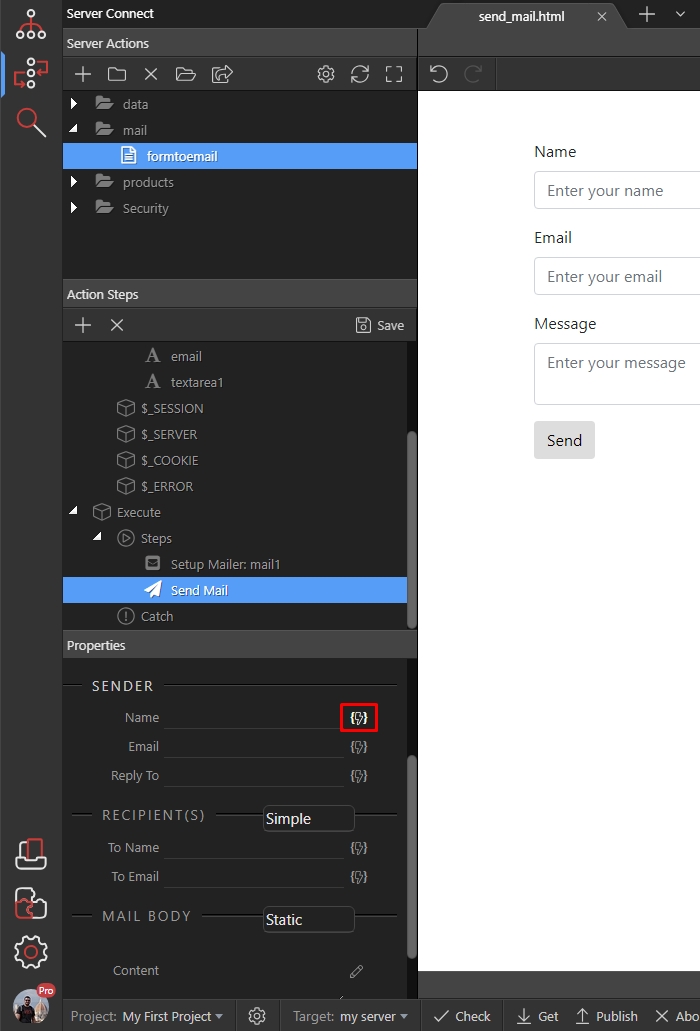 Server Connect
send_mail.html
Server Actions
data
mail
formtoemail
products
Security
Action Steps
Save
A email
A textarea1
$_SESSION
$_SERVER
$_COOKIE
$_ERROR
Execute
Steps
Setup Mailer: mail1
Send Mail
Catch
Properties
SENDER
Name
Email
Reply To
RECIPIENT(S) Simple
To Name
To Email
MAIL BODY Static
Content
Name
Enter your name
Email
Enter your email
Message
Enter your message
Send
Pro
Project: My First Project
Target: my server
Check
Get
Publish
Abo